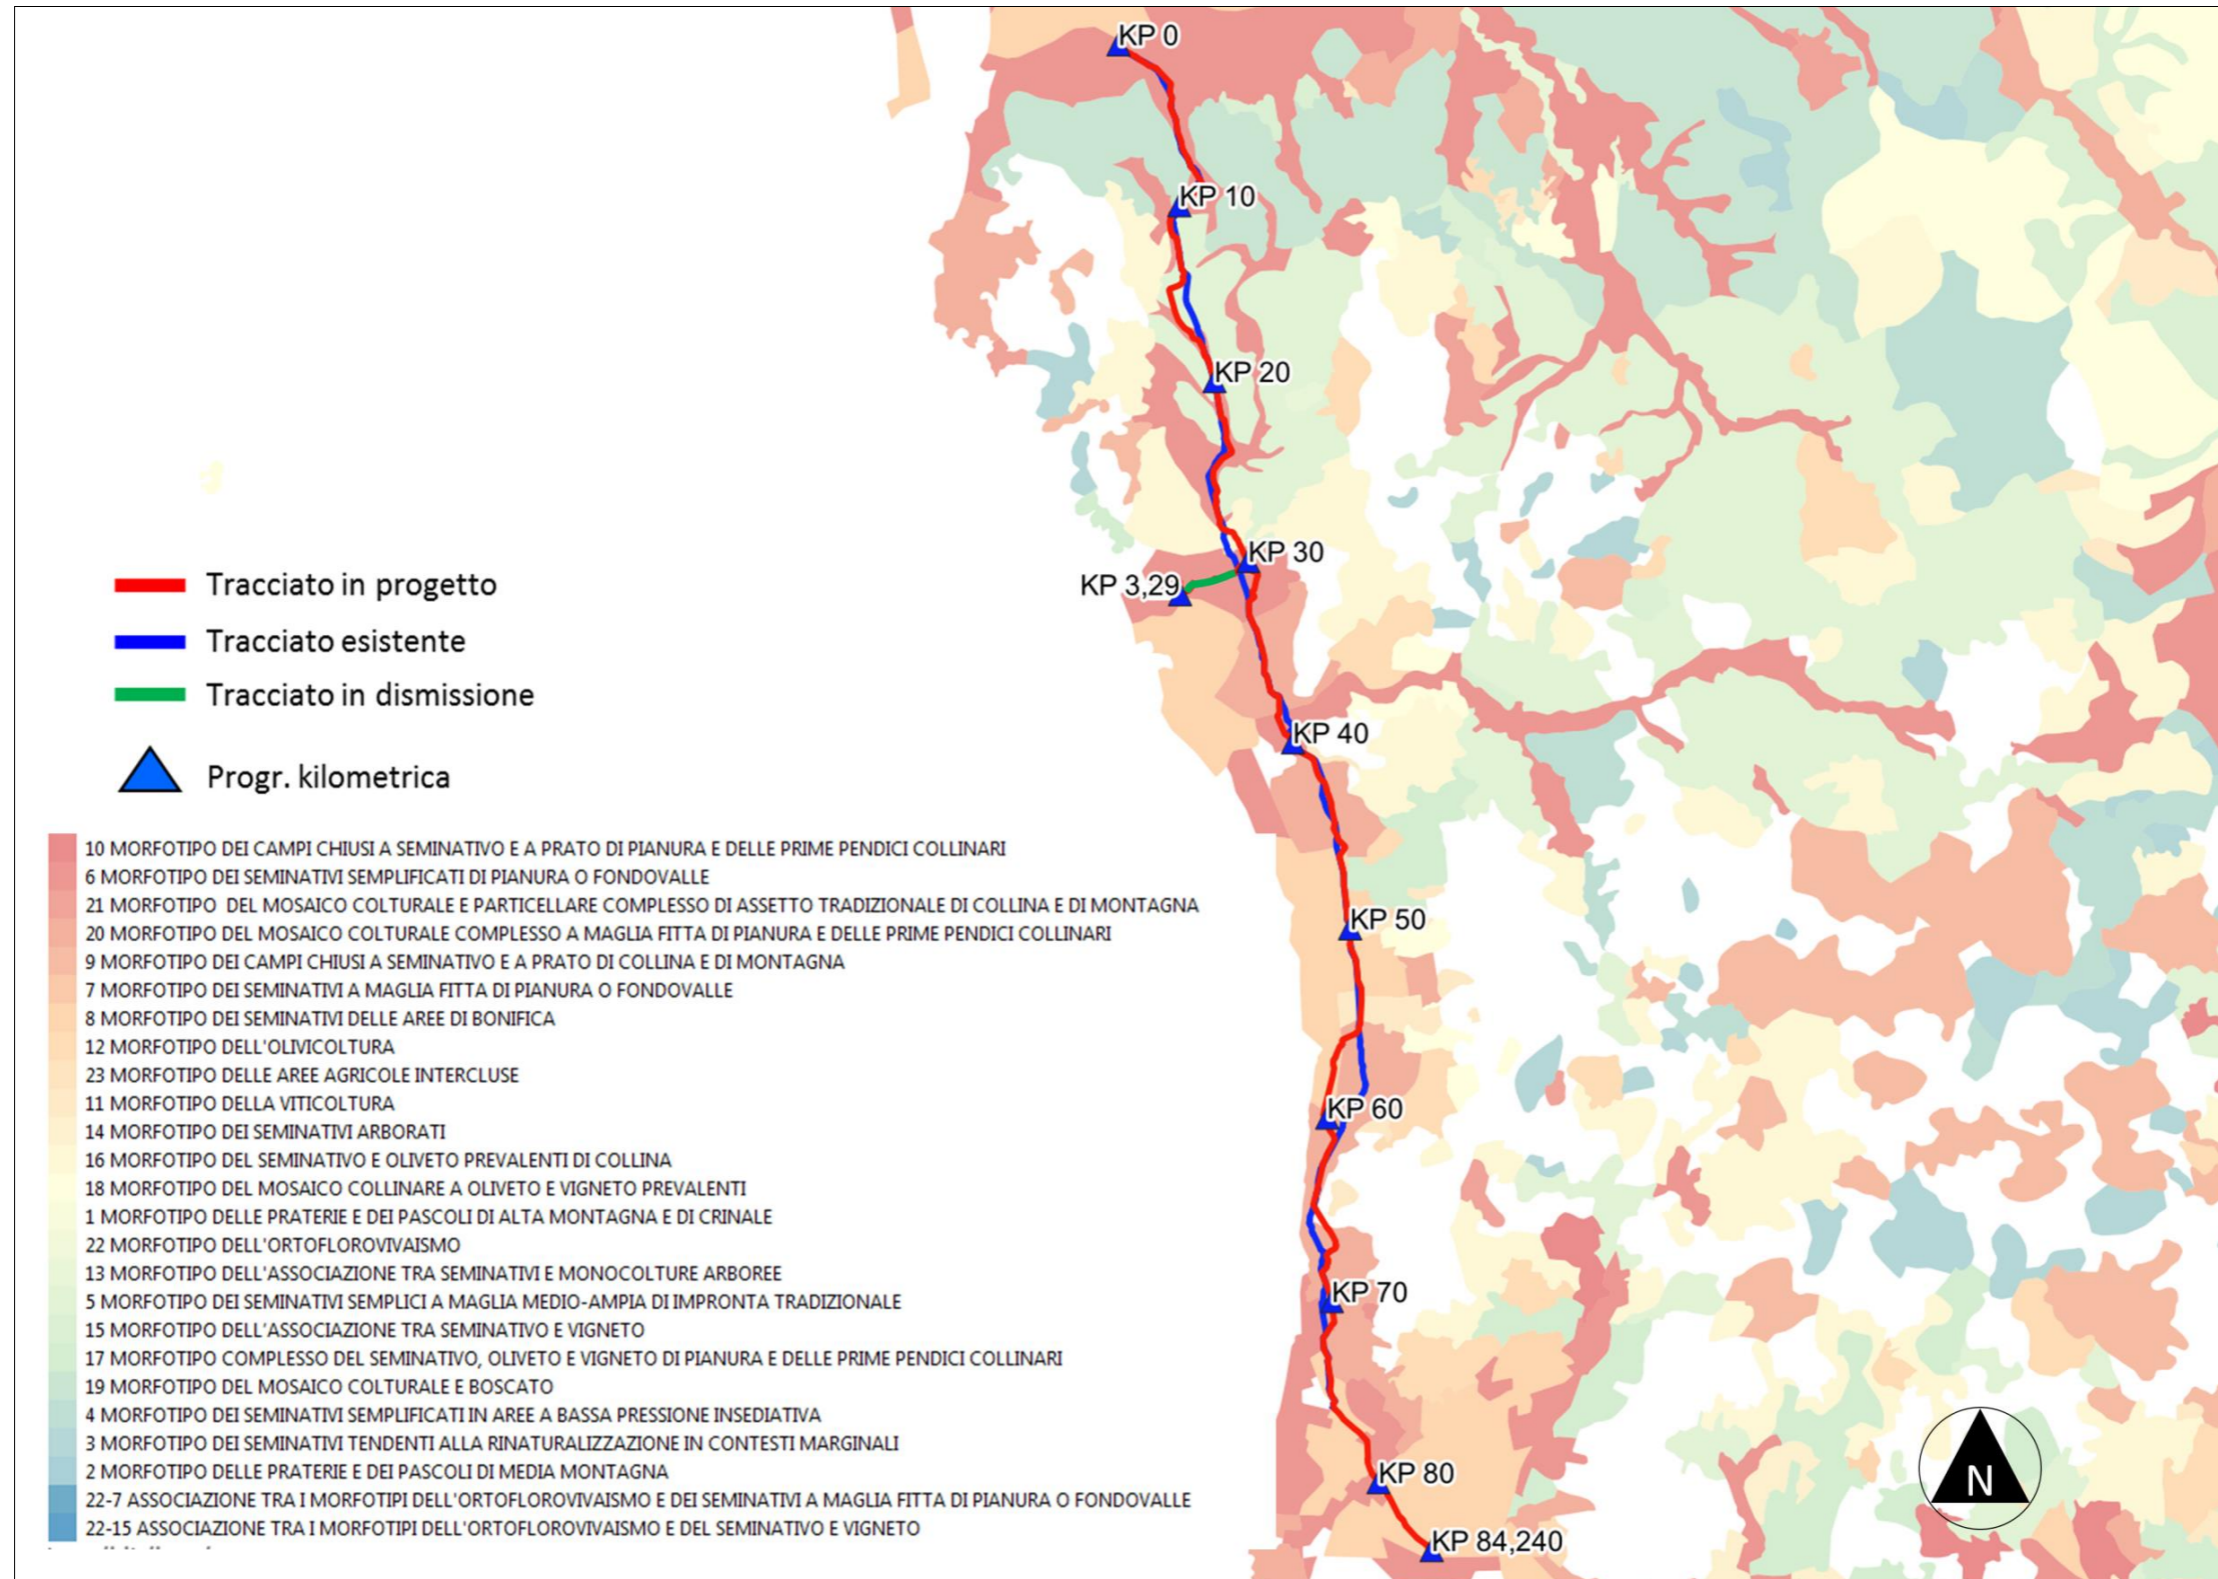 KP 0
KP 10
KP 20
KP 30
KP 3,29
KP 40
KP 50
KP 60
KP 70
KP 80
KP 84,240
Tracciato in progetto
Tracciato esistente
Tracciato in dismissione
Progr. kilometrica
10 MORFOTIPO DEI CAMPI CHIUSI A SEMINATIVO E A PRATO DI PIANURA E DELLE PRIME PENDICI COLLINARI
6 MORFOTIPO DEI SEMINATIVI SEMPLIFICATI DI PIANURA O FONDOVALLE
21 MORFOTIPO DEL MOSAICO COLTURALE E PARTICELLARE COMPLESSO DI ASSETTO TRADIZIONALE DI COLLINA E DI MONTAGNA
20 MORFOTIPO DEL MOSAICO COLTURALE COMPLESSO A MAGLIA FITTA DI PIANURA E DELLE PRIME PENDICI COLLINARI
9 MORFOTIPO DEI CAMPI CHIUSI A SEMINATIVO E A PRATO DI COLLINA E DI MONTAGNA
7 MORFOTIPO DEI SEMINATIVI A MAGLIA FITTA DI PIANURA O FONDOVALLE
8 MORFOTIPO DEI SEMINATIVI DELLE AREE DI BONIFICA
12 MORFOTIPO DELL'OLIVICOLTURA
23 MORFOTIPO DELLE AREE AGRICOLE INTERCLUSE
11 MORFOTIPO DELLA VITICOLTURA
14 MORFOTIPO DEI SEMINATIVI ARBORATI
16 MORFOTIPO DEL SEMINATIVO E OLIVETO PREVALENTI DI COLLINA
18 MORFOTIPO DEL MOSAICO COLLINARE A OLIVETO E VIGNETO PREVALENTI
1 MORFOTIPO DELLE PRATERIE E DEI PASCOLI DI ALTA MONTAGNA E DI CRINALE
22 MORFOTIPO DELL'ORTOFLOROVIVAISMO
13 MORFOTIPO DELL'ASSOCIAZIONE TRA SEMINATIVI E MONOCOLTURE ARBOREE
5 MORFOTIPO DEI SEMINATIVI SEMPLICI A MAGLIA MEDIO-AMPIA DI IMPRONTA TRADIZIONALE
15 MORFOTIPO DELL'ASSOCIAZIONE TRA SEMINATIVO E VIGNETO
17 MORFOTIPO COMPLESSO DEL SEMINATIVO, OLIVETO E VIGNETO DI PIANURA E DELLE PRIME PENDICI COLLINARI
19 MORFOTIPO DEL MOSAICO COLTURALE E BOSCATO
4 MORFOTIPO DEI SEMINATIVI SEMPLIFICATI IN AREE A BASSA PRESSIONE INSEDIATIVA
3 MORFOTIPO DEI SEMINATIVI TENDENTI ALLA RINATURALIZZAZIONE IN CONTESTI MARGINALI
2 MORFOTIPO DELLE PRATERIE E DEI PASCOLI DI MEDIA MONTAGNA
22-7 ASSOCIAZIONE TRA I MORFOTIPI DELL'ORTOFLOROVIVAISMO E DEI SEMINATIVI A MAGLIA FITTA DI PIANURA O FONDOVALLE
22-15 ASSOCIAZIONE TRA I MORFOTIPI DELL'ORTOFLOROVIVAISMO E DEL SEMINATIVO E VIGNETO
N